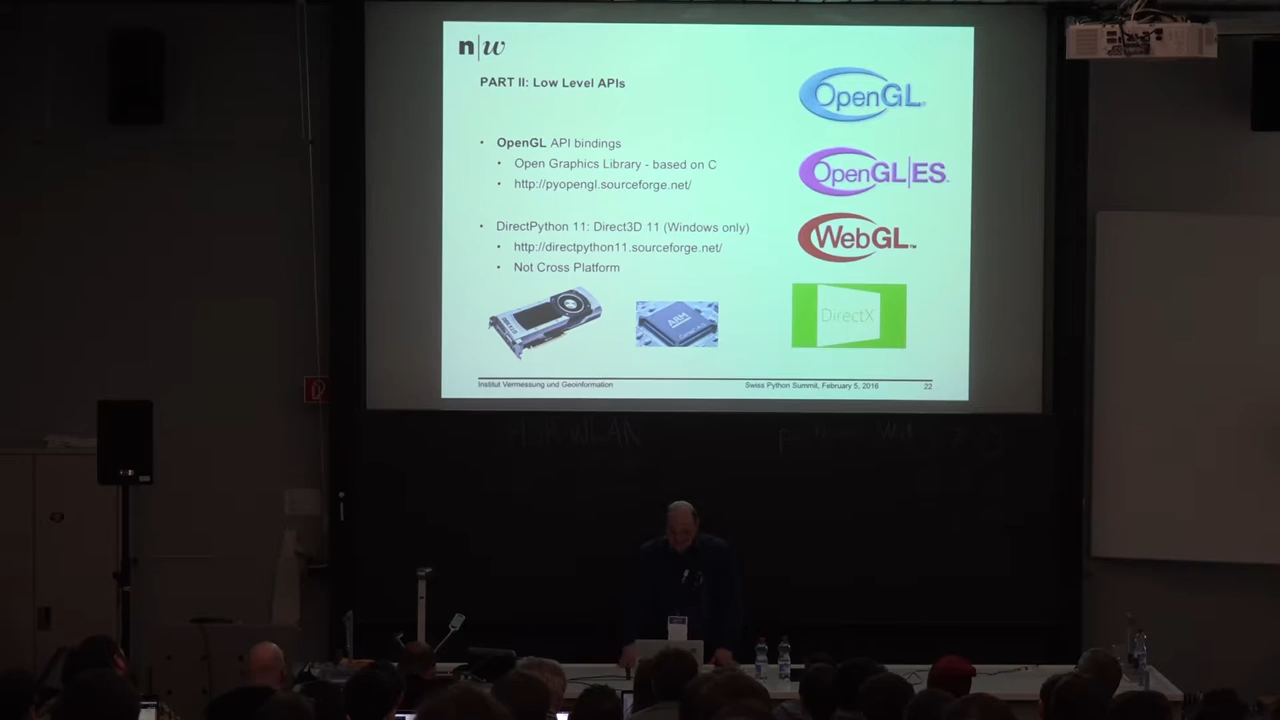 n|w
PART II: Low Level APIs
OpenGL API bindings
Open Graphics Library - based on C
http://pyopengl.sourceforge.net/
DirectPython 11: Direct3D 11 (Windows only)
http://directpython11.sourceforge.net/
Not Cross Platform
OpenGL
OpenGL|ES
WebGL
DirectX
ARM
Institut Vermessung und Geoinformation
Swiss Python Summit, February 5, 2016
22
WLAN